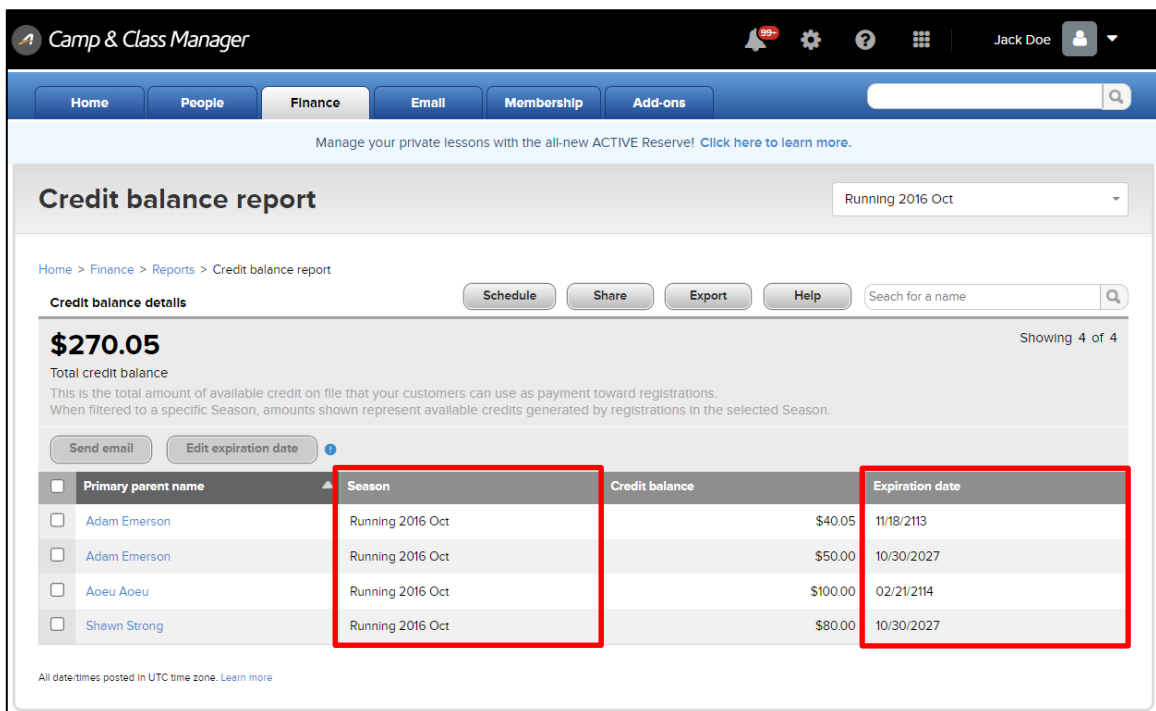 Camp & Class Manager
99+
Jack Doe
Home People Finance Email Membership Add-ons
Manage your private lessons with the all-new ACTIVE Reserve! Click here to learn more.
Credit balance report
Running 2016 Oct
Home > Finance > Reports > Credit balance report
Credit balance details
Schedule Share Export Help Seach for a name
$270.05
Showing 4 of 4
Total credit balance
This is the total amount of available credit on file that your customers can use as payment toward registrations.
When filtered to a specific Season, amounts shown represent available credits generated by registrations in the selected Season.
Send email Edit expiration date
Primary parent name Season Credit balance Expiration date
Adam Emerson Running 2016 Oct $40.05 11/18/2113
Adam Emerson Running 2016 Oct $50.00 10/30/2027
Aoeu Aoeu Running 2016 Oct $100.00 02/21/2114
Shawn Strong Running 2016 Oct $80.00 10/30/2027
All date/times posted in UTC time zone. Learn more